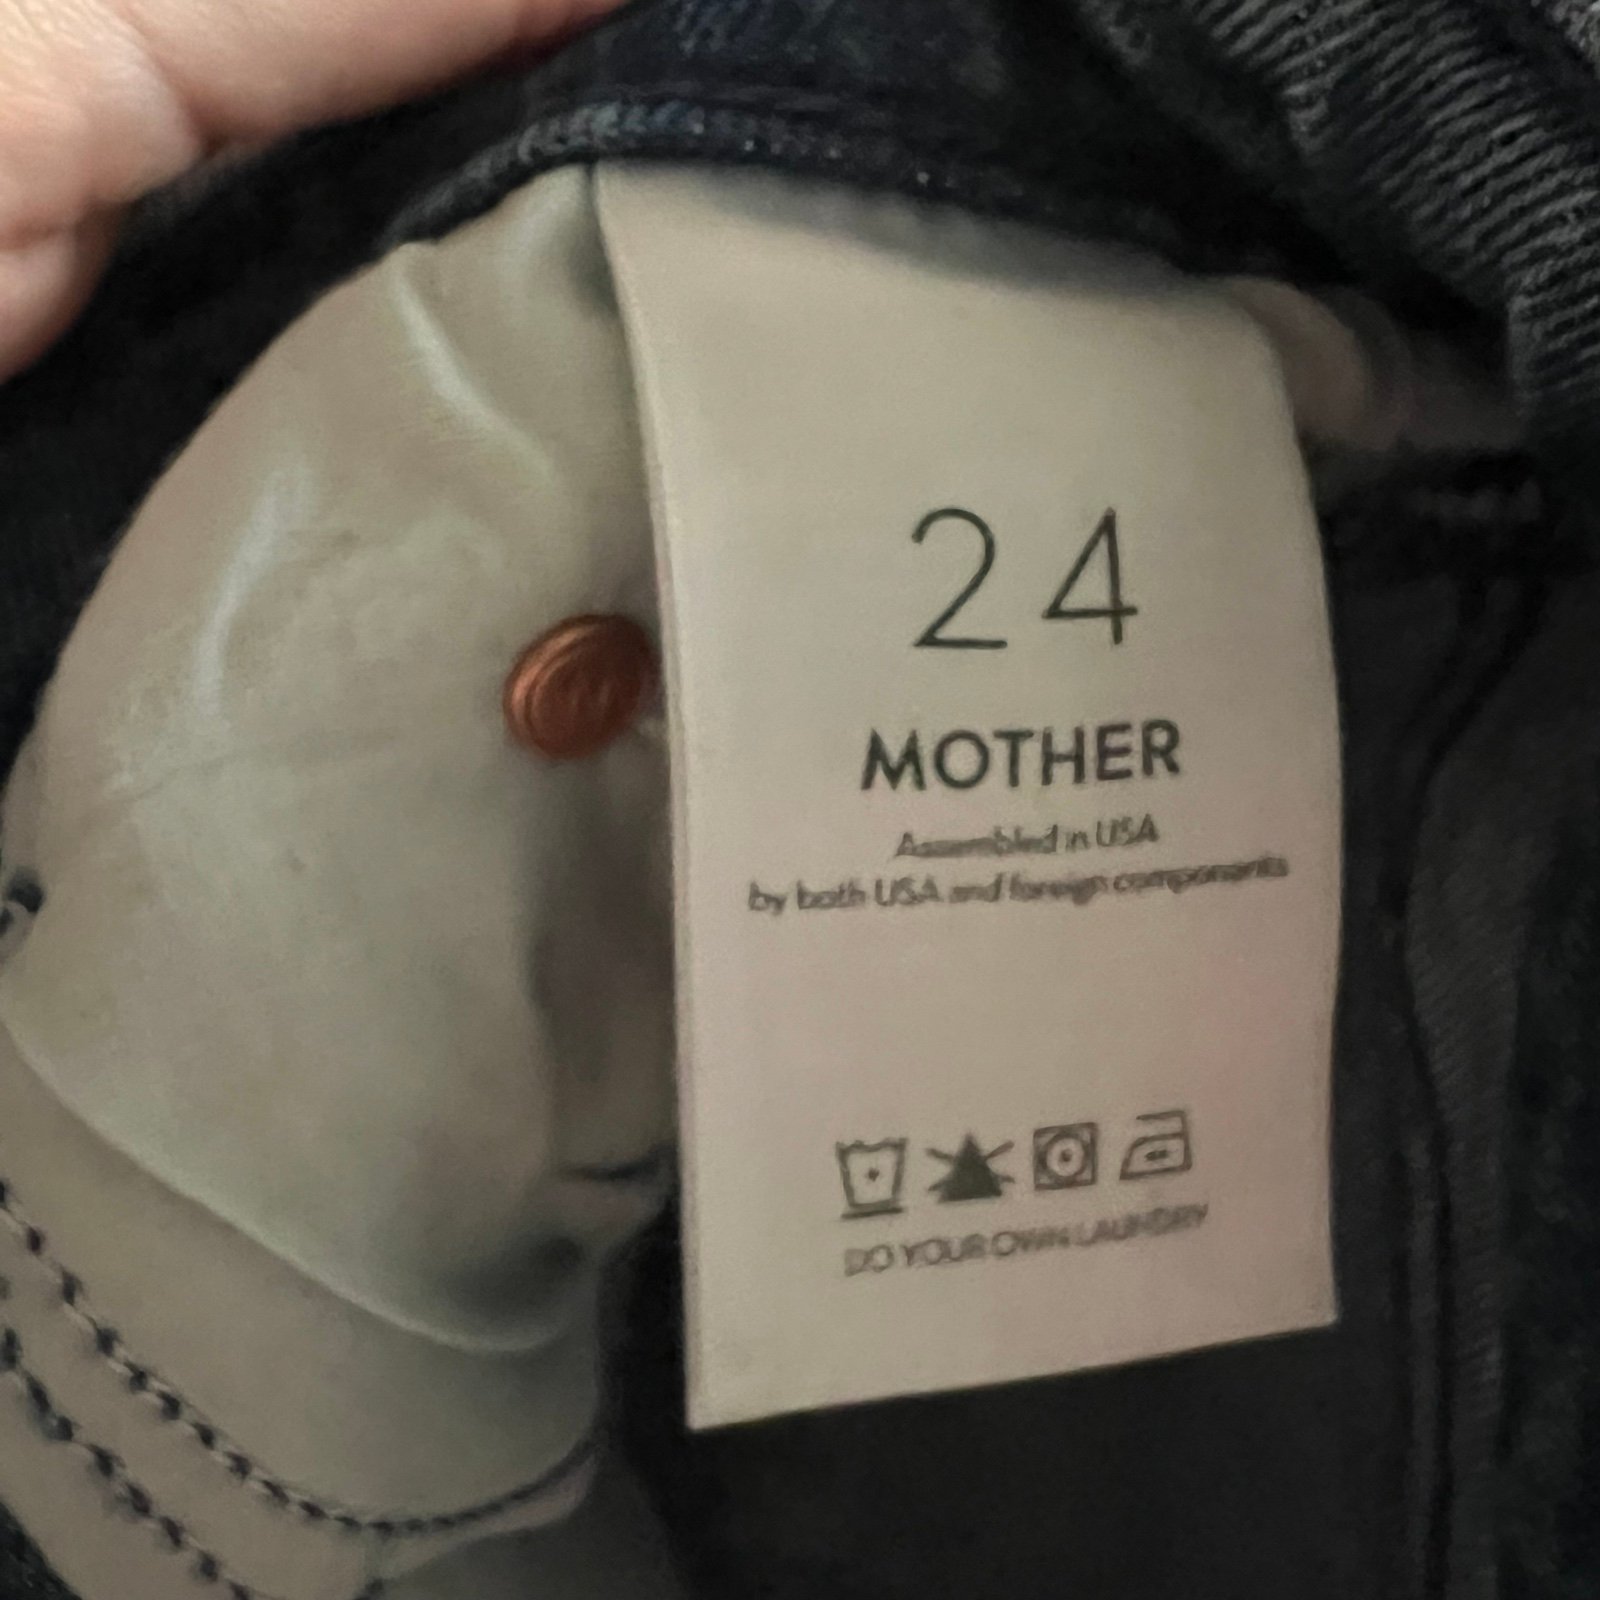 24
MOTHER
Assembled in USA
by both USA and foreign components
DO YOUR OWN LAUNDRY